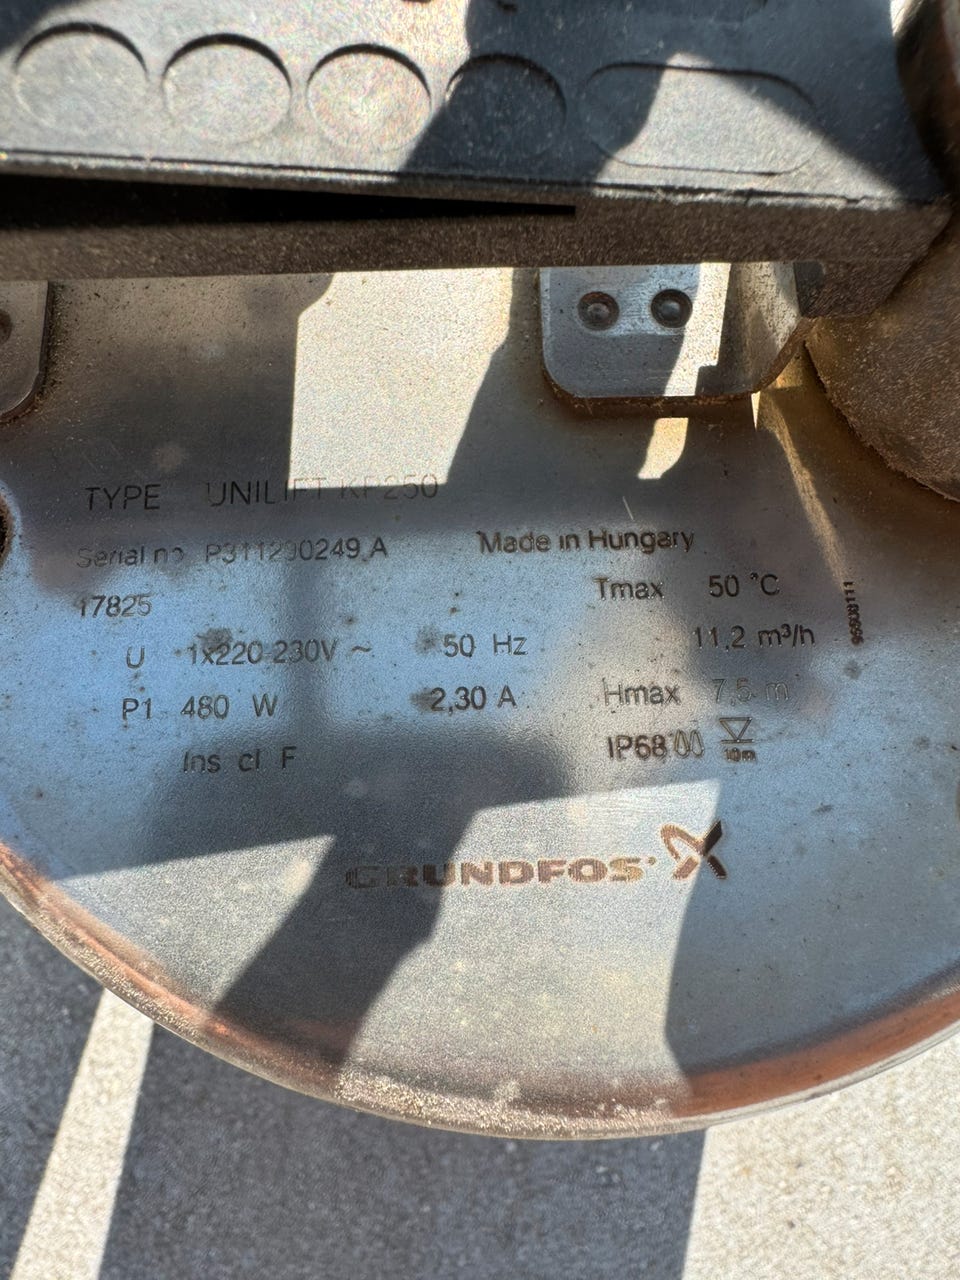 TYPE UNILIFT KP250
Serial no Made in Hungary
17825 Tmax 50 °C
U 1x220-230V ~ 50 Hz 11,2 m³/h
P1 480 W 2,30 A Hmax 7,5 m
Ins cl F IP68 10m
GRUNDFOS